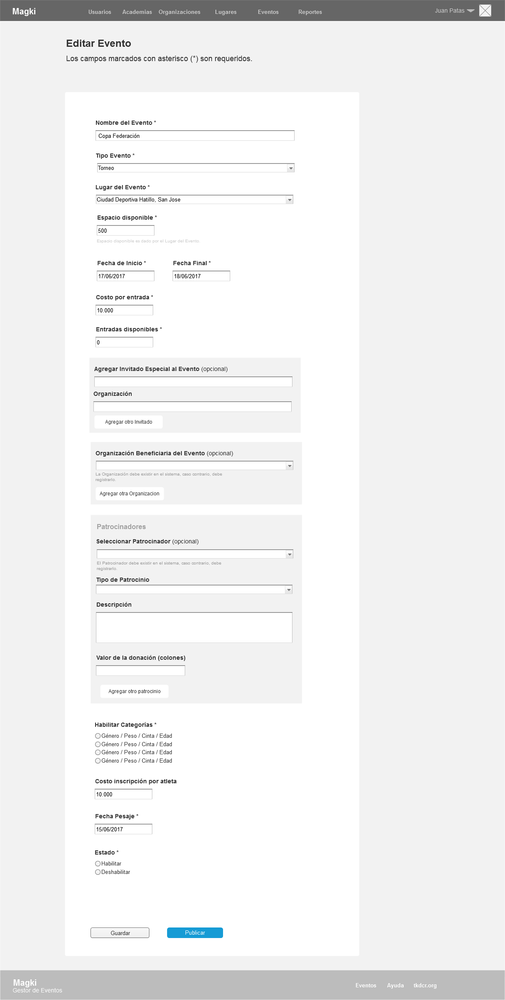 Magki
Usuarios Academias Organizaciones Lugares Eventos Reportes
Juan Patas
Editar Evento
Los campos marcados con asterisco (*) son requeridos.
Nombre del Evento *
Copa Federación
Tipo Evento *
Torneo
Lugar del Evento *
Ciudad Deportiva Hatillo, San Jose
Espacio disponible *
500
Espacio disponible es dado por el Lugar del Evento.
Fecha de Inicio * Fecha Final *
17/06/2017 18/06/2017
Costo por entrada *
10.000
Entradas disponibles *
0
Agregar Invitado Especial al Evento (opcional)
Organización
Agregar otro Invitado
Organización Beneficiaria del Evento (opcional)
La Organización debe existir en el sistema, caso contrario, debe
registrarlo.
Agregar otra Organizacion
Patrocinadores
Seleccionar Patrocinador (opcional)
El Patrocinador debe existir en el sistema, caso contrario, debe
registrarlo.
Tipo de Patrocinio
Descripción
Valor de la donación (colones)
Agregar otro patrocinio
Habilitar Categorías *
Género / Peso / Cinta / Edad
Género / Peso / Cinta / Edad
Género / Peso / Cinta / Edad
Género / Peso / Cinta / Edad
Costo inscripción por atleta
10.000
Fecha Pesaje *
15/06/2017
Estado *
Habilitar
Deshabilitar
Guardar Publicar
Magki
Gestor de Eventos
Eventos Ayuda tkdcr.org